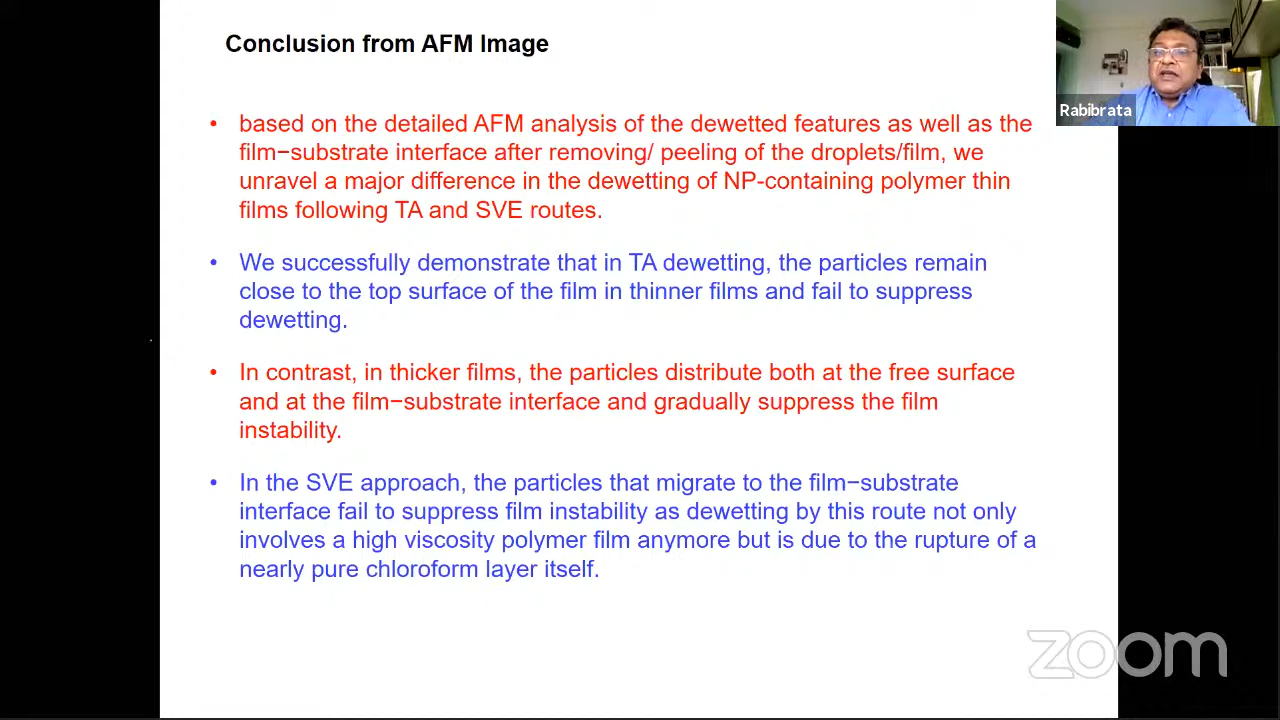 Conclusion from AFM Image
Rabibrata
• based on the detailed AFM analysis of the dewetted features as well as the
film−substrate interface after removing/ peeling of the droplets/film, we
unravel a major difference in the dewetting of NP-containing polymer thin
films following TA and SVE routes.
• We successfully demonstrate that in TA dewetting, the particles remain
close to the top surface of the film in thinner films and fail to suppress
dewetting.
• In contrast, in thicker films, the particles distribute both at the free surface
and at the film−substrate interface and gradually suppress the film
instability.
• In the SVE approach, the particles that migrate to the film−substrate
interface fail to suppress film instability as dewetting by this route not only
involves a high viscosity polymer film anymore but is due to the rupture of a
nearly pure chloroform layer itself.
zoom